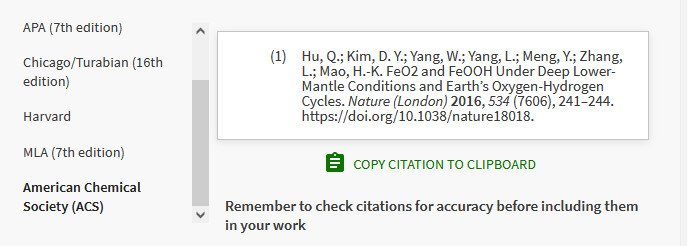 APA (7th edition)
Chicago/Turabian (16th
edition)
Harvard
MLA (7th edition)
American Chemical
Society (ACS)
(1) Hu, Q.; Kim, D. Y.; Yang, W.; Yang, L.; Meng, Y.; Zhang,
L.; Mao, H.-K. FeO2 and FeOOH Under Deep Lower-
Mantle Conditions and Earth’s Oxygen-Hydrogen
Cycles. Nature (London) 2016, 534 (7606), 241–244.
https://doi.org/10.1038/nature18018.
COPY CITATION TO CLIPBOARD
Remember to check citations for accuracy before including them
in your work